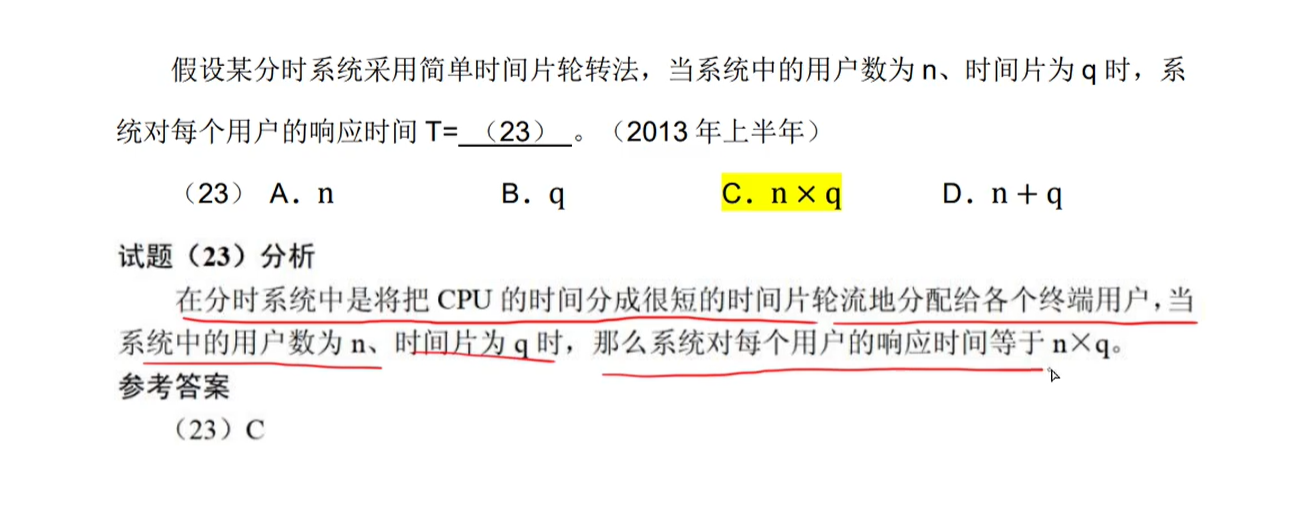 假设某分时系统采用简单时间片轮转法，当系统中的用户数为 n、时间片为 q 时，系
统对每个用户的响应时间 T=（23）。（2013 年上半年）
（23） A．n B．q C．n × q D．n + q
试题（23）分析
在分时系统中是将把 CPU 的时间分成很短的时间片轮流地分配给各个终端用户，当
系统中的用户数为 n、时间片为 q 时，那么系统对每个用户的响应时间等于 n×q。
参考答案
（23）C